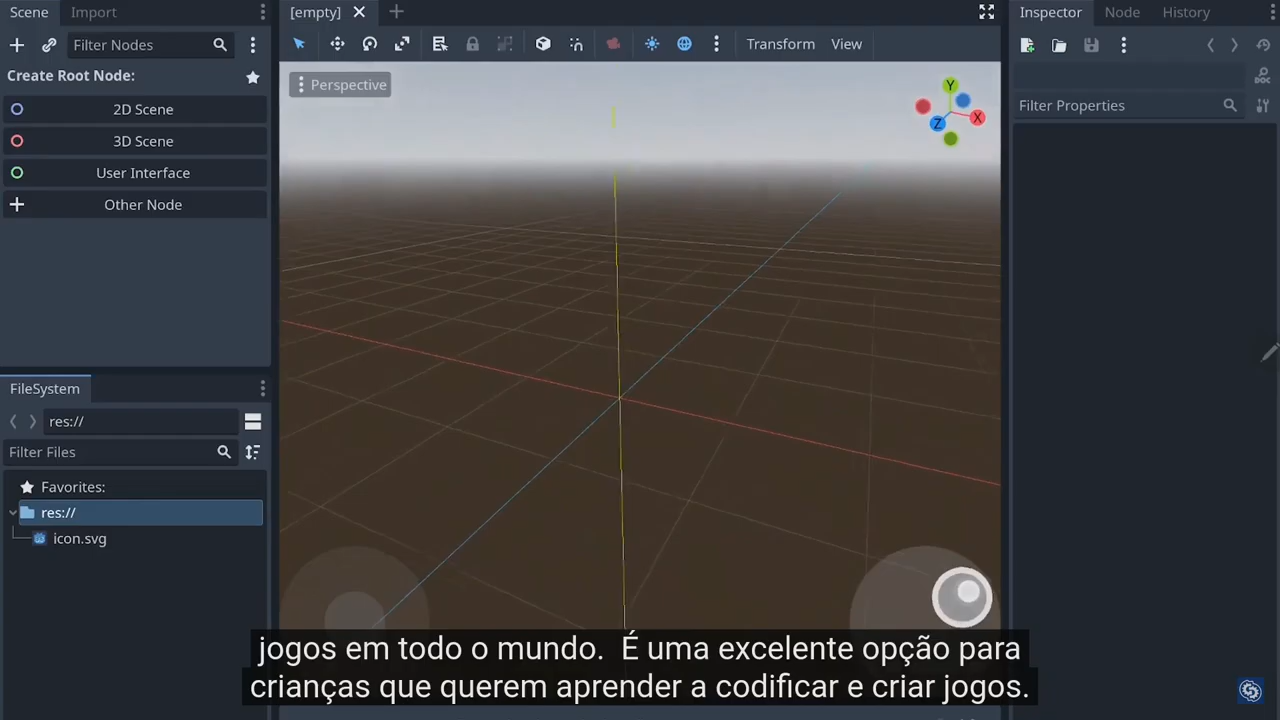 Scene Import
Filter Nodes
Create Root Node:
2D Scene
3D Scene
User Interface
Other Node
FileSystem
res://
Filter Files
Favorites:
res://
icon.svg
[empty]
Transform View
Perspective
Y
X
Z
Inspector Node History
DOC
Filter Properties
jogos em todo o mundo. É uma excelente opção para
crianças que querem aprender a codificar e criar jogos.